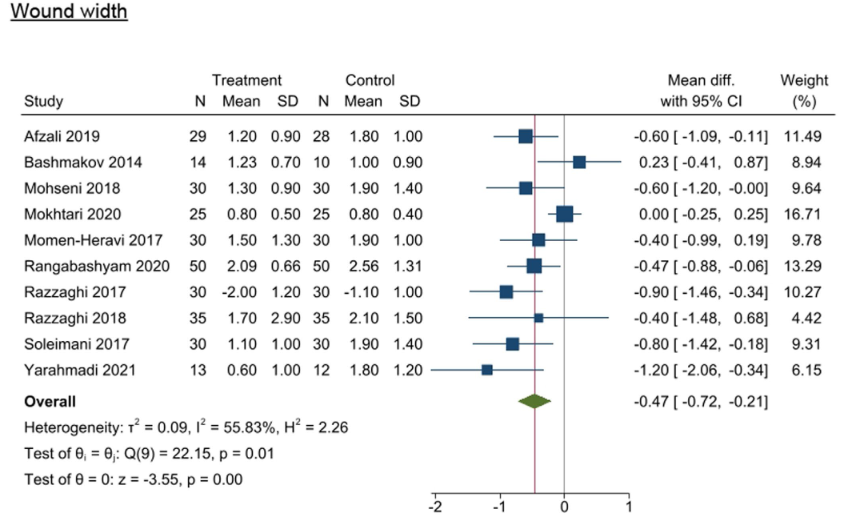 Wound width
Treatment Control Mean diff. Weight
Study N Mean SD N Mean SD with 95% CI (%)
Afzali 2019 29 1.20 0.90 28 1.80 1.00 -0.60 [ -1.09, -0.11] 11.49
Bashmakov 2014 14 1.23 0.70 10 1.00 0.90 0.23 [ -0.41, 0.87] 8.94
Mohseni 2018 30 1.30 0.90 30 1.90 1.40 -0.60 [ -1.20, -0.00] 9.64
Mokhtari 2020 25 0.80 0.50 25 0.80 0.40 0.00 [ -0.25, 0.25] 16.71
Momen-Heravi 2017 30 1.50 1.30 30 1.90 1.00 -0.40 [ -0.99, 0.19] 9.78
Rangabashyam 2020 50 2.09 0.66 50 2.56 1.31 -0.47 [ -0.88, -0.06] 13.29
Razzaghi 2017 30 -2.00 1.20 30 -1.10 1.00 -0.90 [ -1.46, -0.34] 10.27
Razzaghi 2018 35 1.70 2.90 35 2.10 1.50 -0.40 [ -1.48, 0.68] 4.42
Soleimani 2017 30 1.10 1.00 30 1.90 1.40 -0.80 [ -1.42, -0.18] 9.31
Yarahmadi 2021 13 0.60 1.00 12 1.80 1.20 -1.20 [ -2.06, -0.34] 6.15
Overall -0.47 [ -0.72, -0.21]
Heterogeneity: τ² = 0.09, I² = 55.83%, H² = 2.26
Test of θᵢ = θⱼ: Q(9) = 22.15, p = 0.01
Test of θ = 0: z = -3.55, p = 0.00
-2 -1 0 1